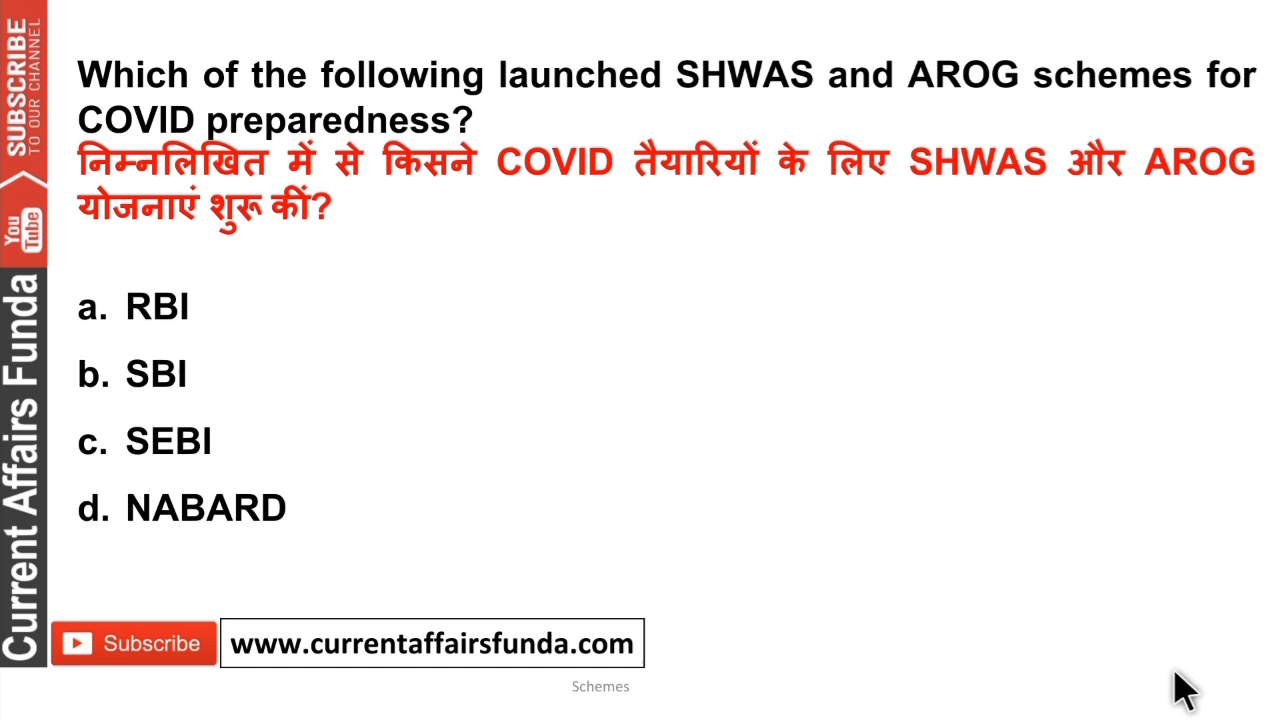 Which of the following launched SHWAS and AROG schemes for
COVID preparedness?
निम्नलिखित में से किसने COVID तैयारियों के लिए SHWAS और AROG
योजनाएं शुरू कीं?
a. RBI
b. SBI
c. SEBI
d. NABARD
SUBSCRIBE
TO OUR CHANNEL
You
Tube
Current Affairs Funda
Subscribe
www.currentaffairsfunda.com
Schemes